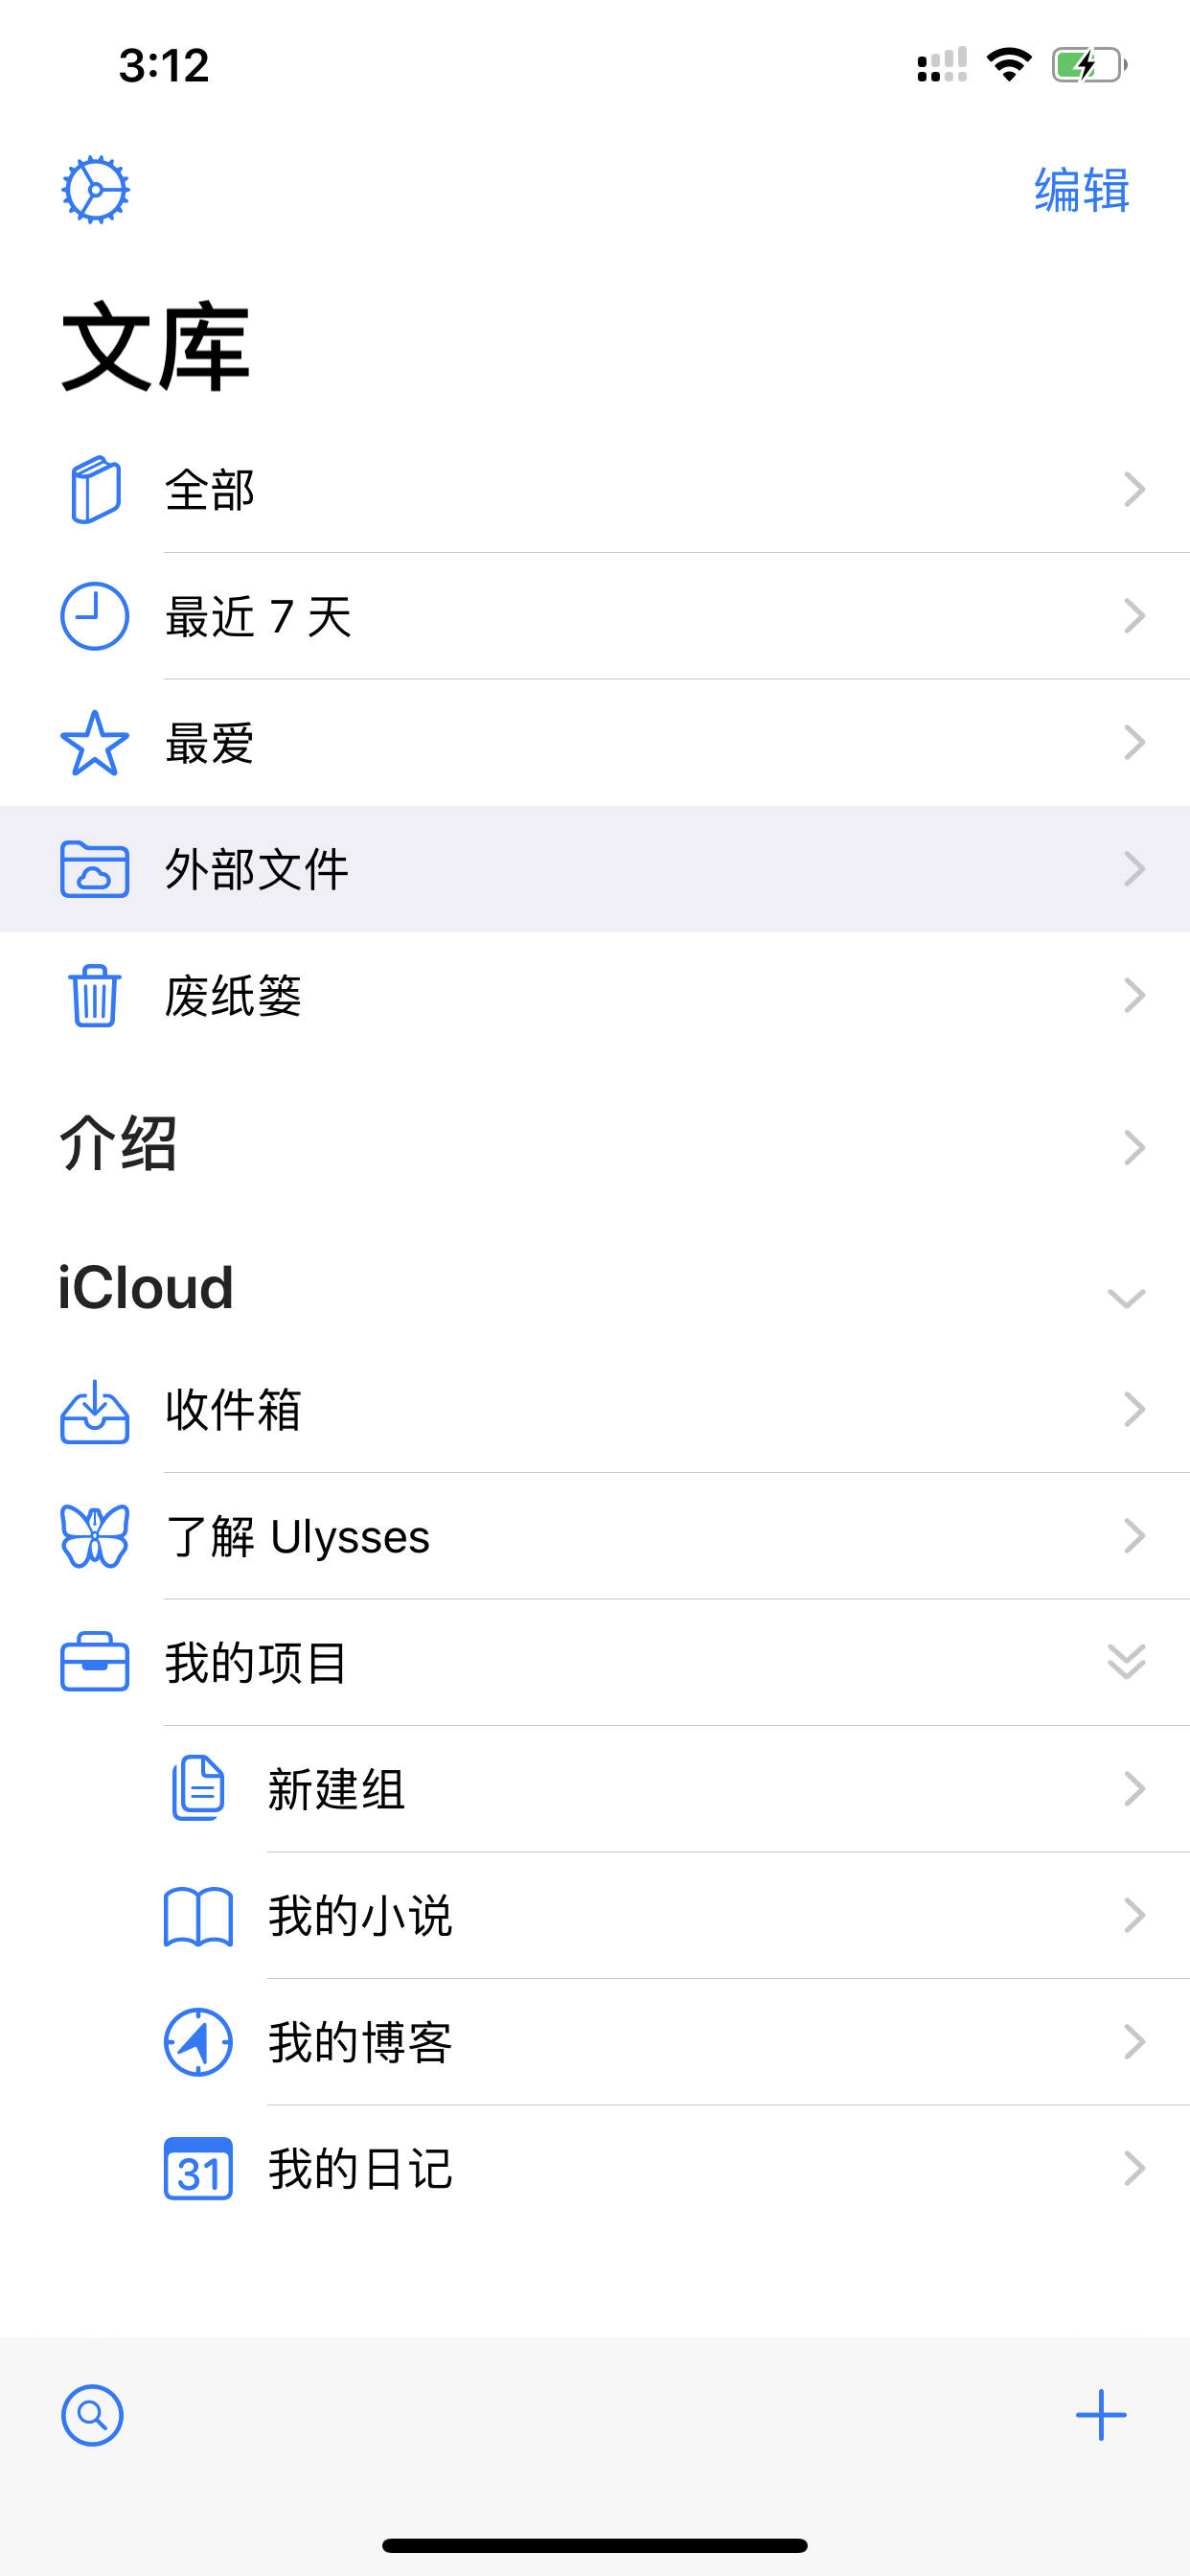 3:12
编辑
文库
全部
最近 7 天
最爱
外部文件
废纸篓
介绍
iCloud
收件箱
了解 Ulysses
我的项目
新建组
我的小说
我的博客
31 我的日记